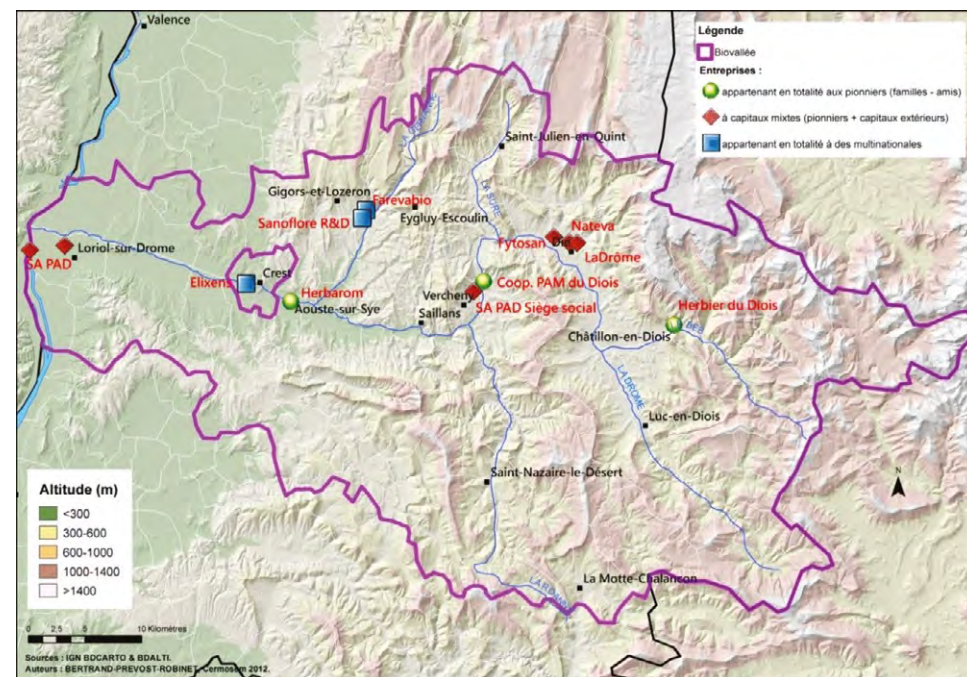 Valence
Légende
Biovallée
Entreprises :
appartenant en totalité aux pionniers (familles - amis)
à capitaux mixtes (pionniers + capitaux extérieurs)
appartenant en totalité à des multinationales
Saint-Julien-en-Quint
Gigors-et-Lozeron
Farevabio
Sanoflore R&D
Eygluy-Escoulin
Nateva
Fytosan
Die
LaDrôme
Loriol-sur-Drome
SA PAD
Elixens
Crest
Herbarom
Aouste-sur-Sye
Coop. PAM du Diois
Vercheny
SA PAD Siège social
Saillans
Herbier du Diois
Châtillon-en-Diois
LA DRÔME
Luc-en-Diois
Saint-Nazaire-le-Désert
La Motte-Chalancon
N
Altitude (m)
<300
300-600
600-1000
1000-1400
>1400
0 2.5 5 10 Kilomètres
Sources : IGN BDCARTO & BDALTI.
Auteurs : BERTRAND-PREVOST-ROBINET, Cermosem 2012.